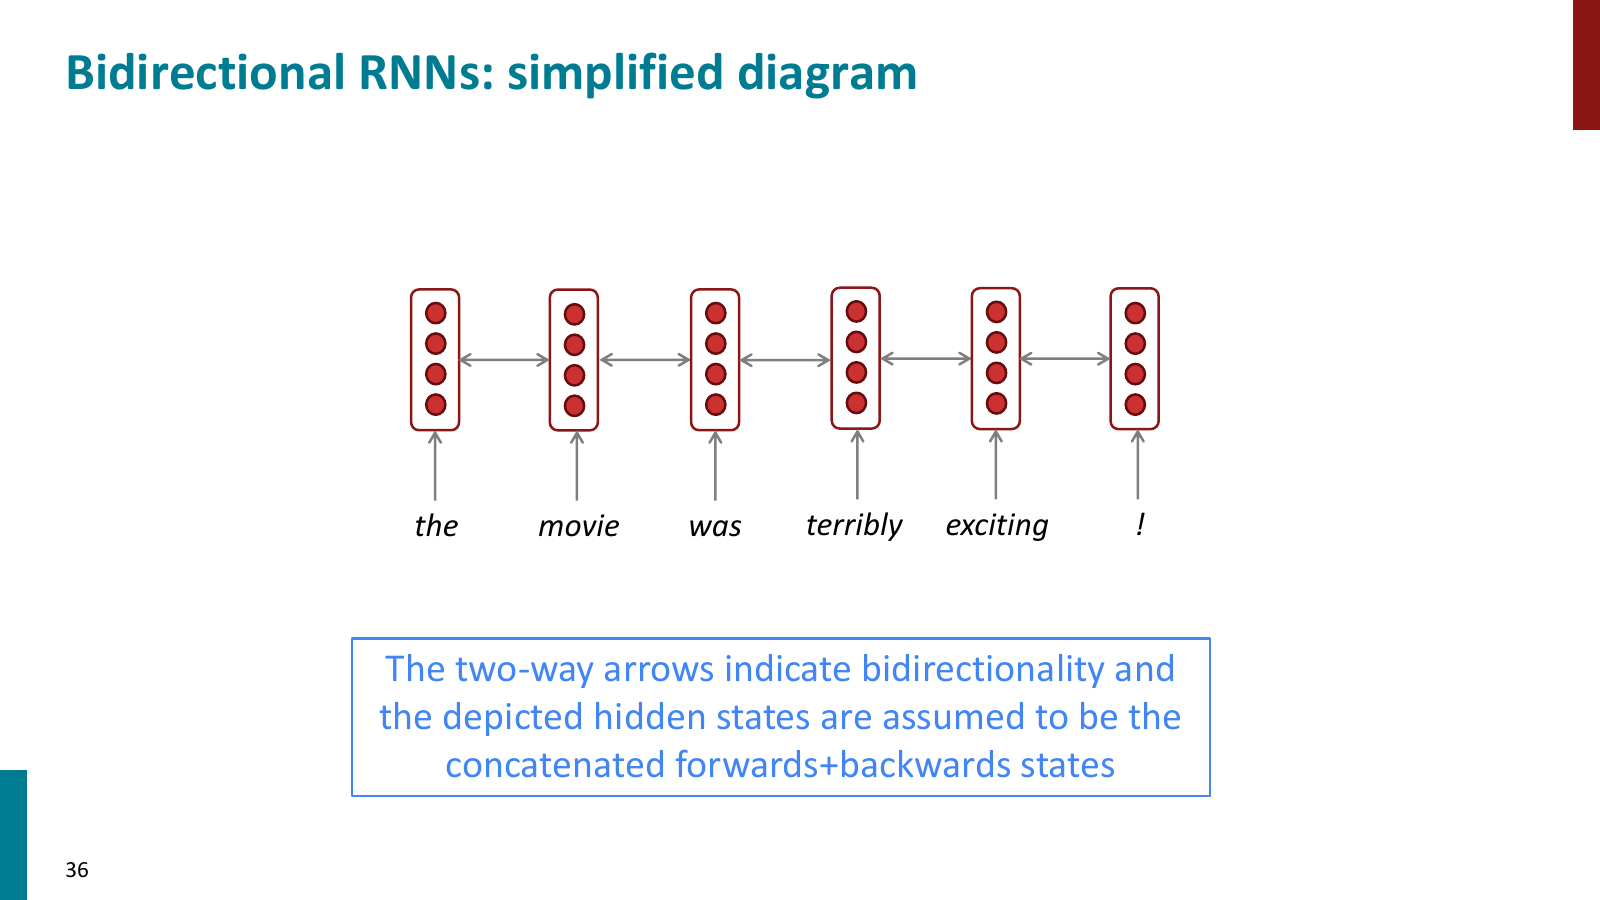 Bidirectional RNNs: simplified diagram
the movie was terribly exciting !
The two-way arrows indicate bidirectionality and
the depicted hidden states are assumed to be the
concatenated forwards+backwards states
36